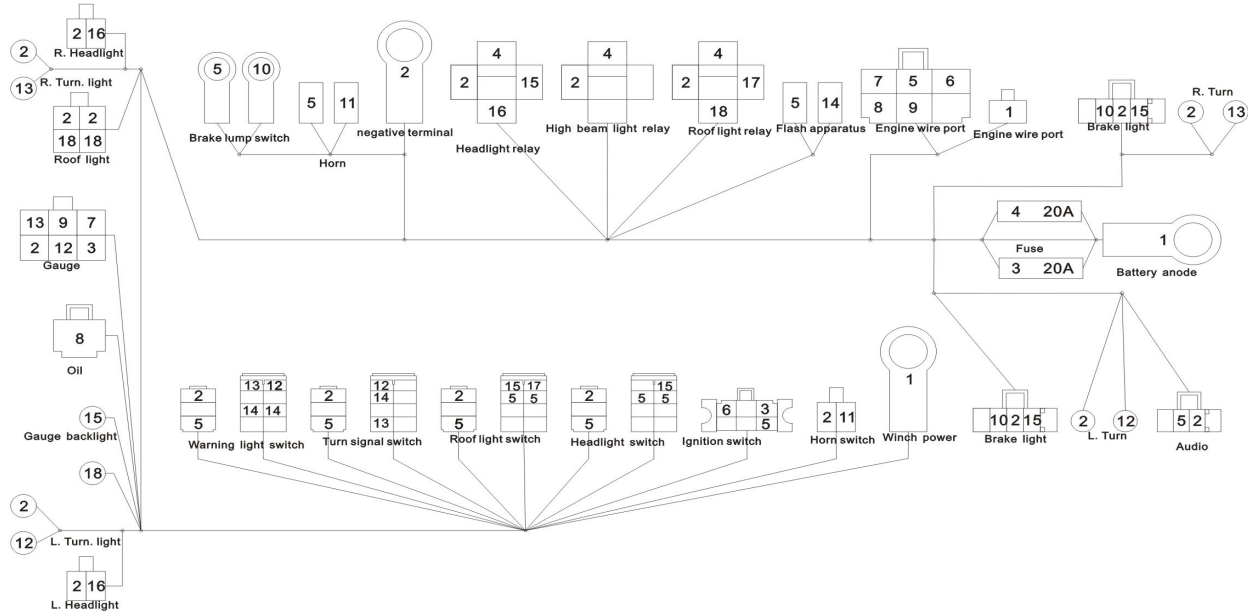 2 16
R. Headlight
2
13
R. Turn. light
2 2
18 18
Roof light
13 9 7
2 12 3
Gauge
8
Oil
15
Gauge backlight
18
2
12
L. Turn. light
2 16
L. Headlight
5 10
Brake lump switch
5 11
Horn
2
negative terminal
4
2 15
16
Headlight relay
4
2
High beam light relay
4
2 17
18
Roof light relay
5 14
Flash apparatus
7 5 6
8 9
Engine wire port
1
Engine wire port
10 2 15
Brake light
R. Turn
2 13
4 20A
Fuse
3 20A
1
Battery anode
2
5
13 12
14 14
Warning light switch
2
5
12
14
13
Turn signal switch
2
5
15 17
5 5
Roof light switch
2
5
15
5 5
Headlight switch
6 3
5
Ignition switch
2 11
Horn switch
1
Winch power
10 2 15
Brake light
2 12
L. Turn
5 2
Audio